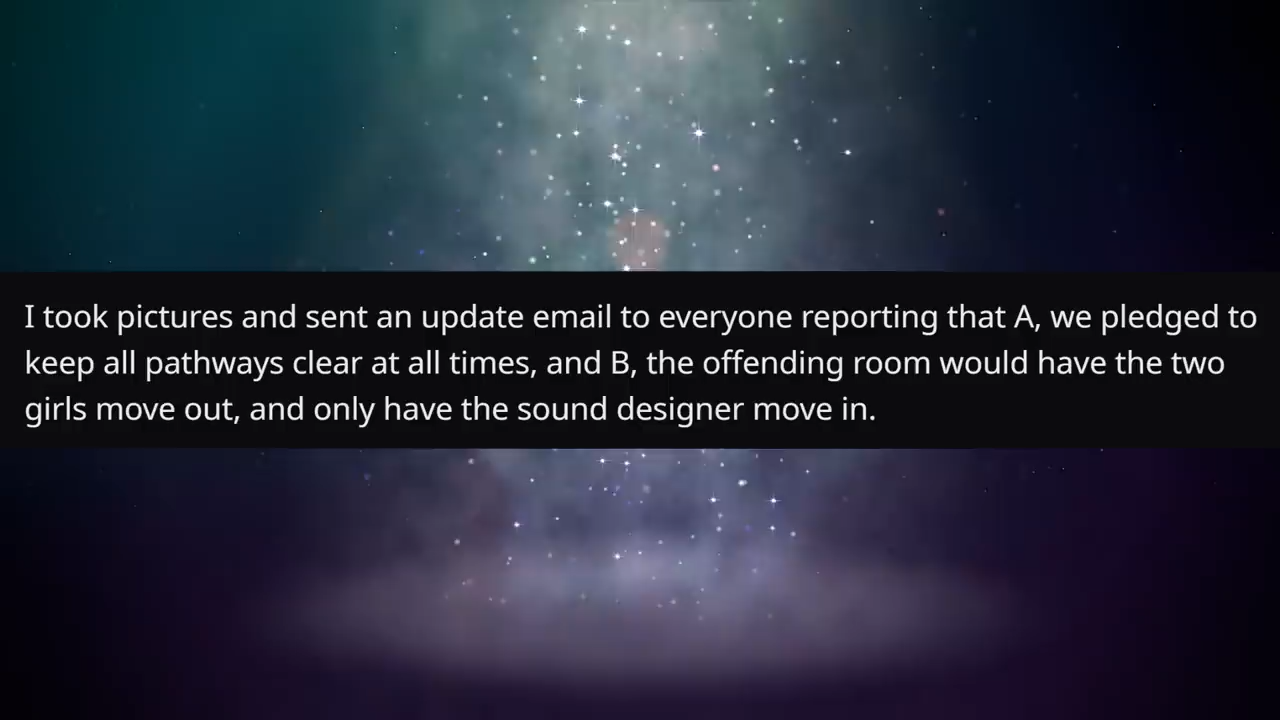 I took pictures and sent an update email to everyone reporting that A, we pledged to
keep all pathways clear at all times, and B, the offending room would have the two
girls move out, and only have the sound designer move in.